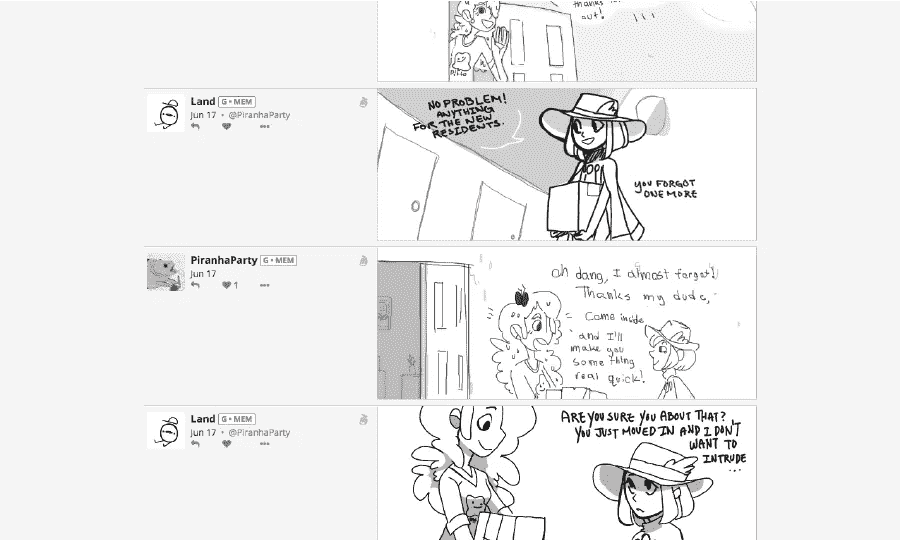 thanks
out!
Land G•MEM
Jun 17 • @PiranhaParty
NO PROBLEM!
ANYTHING
FOR THE NEW
RESIDENTS.
YOU FORGOT
ONE MORE
PiranhaParty G•MEM
Jun 17
1
oh dang, I almost forgot!
Thanks my dude,
Come inside
and I'll
make you
something
real quick!
Land G•MEM
Jun 17 • @PiranhaParty
ARE YOU SURE YOU ABOUT THAT?
YOU JUST MOVED IN AND I DON'T
WANT TO
INTRUDE
...